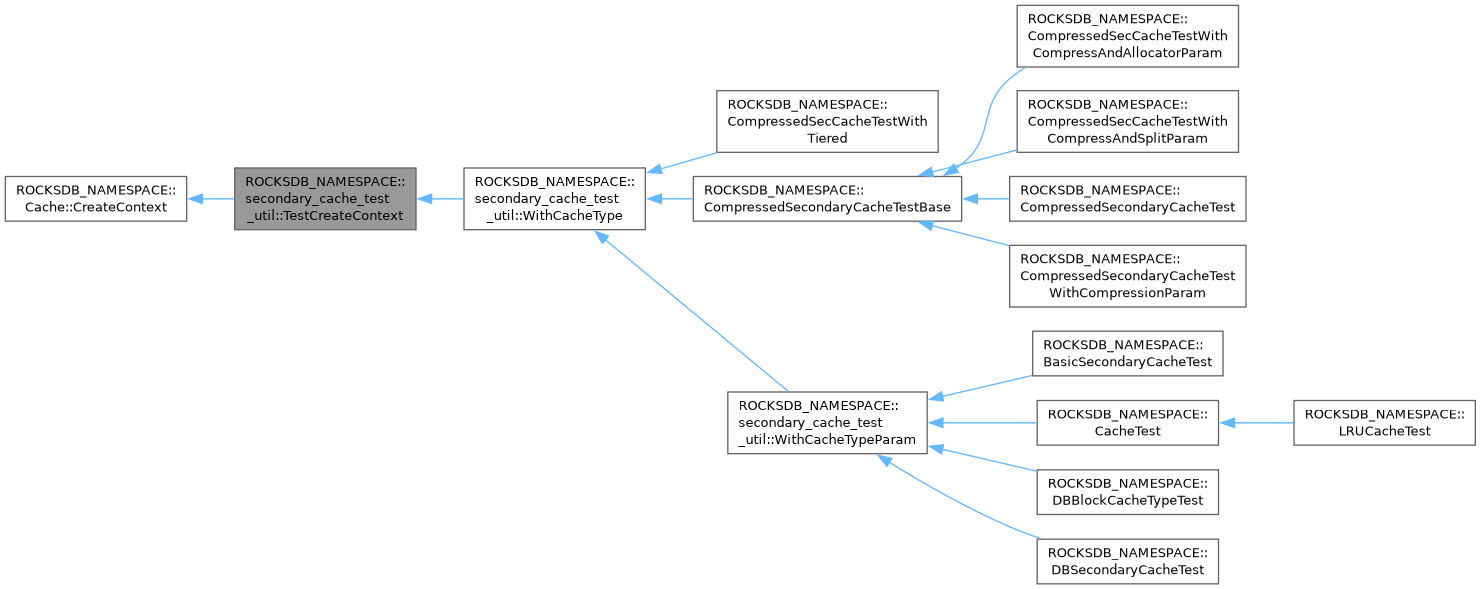 ROCKSDB_NAMESPACE::
Cache::CreateContext
ROCKSDB_NAMESPACE::
secondary_cache_test
_util::TestCreateContext
ROCKSDB_NAMESPACE::
secondary_cache_test
_util::WithCacheType
ROCKSDB_NAMESPACE::
CompressedSecCacheTestWith
Tiered
ROCKSDB_NAMESPACE::
CompressedSecondaryCacheTestBase
ROCKSDB_NAMESPACE::
CompressedSecCacheTestWith
CompressAndAllocatorParam
ROCKSDB_NAMESPACE::
CompressedSecCacheTestWith
CompressAndSplitParam
ROCKSDB_NAMESPACE::
CompressedSecondaryCacheTest
ROCKSDB_NAMESPACE::
CompressedSecondaryCacheTest
WithCompressionParam
ROCKSDB_NAMESPACE::
secondary_cache_test
_util::WithCacheTypeParam
ROCKSDB_NAMESPACE::
BasicSecondaryCacheTest
ROCKSDB_NAMESPACE::
CacheTest
ROCKSDB_NAMESPACE::
LRUCacheTest
ROCKSDB_NAMESPACE::
DBBlockCacheTypeTest
ROCKSDB_NAMESPACE::
DBSecondaryCacheTest